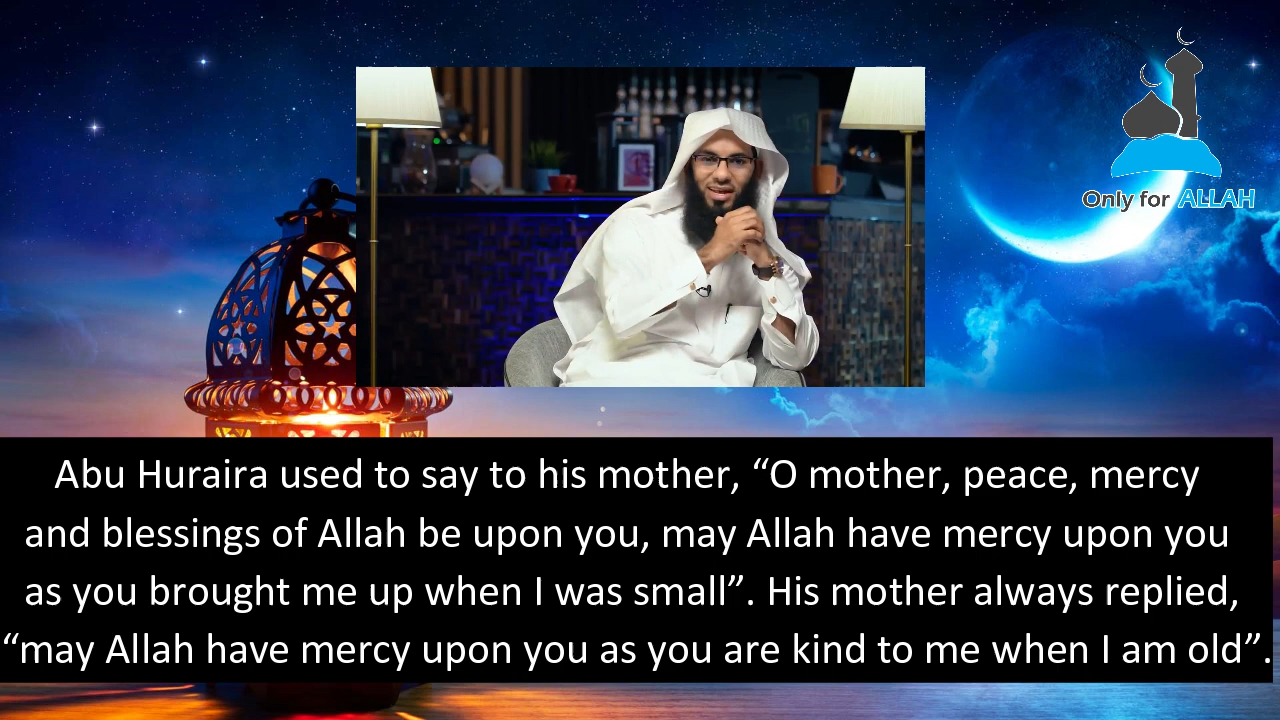 Only for ALLAH
Abu Huraira used to say to his mother, “O mother, peace, mercy
and blessings of Allah be upon you, may Allah have mercy upon you
as you brought me up when I was small”. His mother always replied,
“may Allah have mercy upon you as you are kind to me when I am old”.